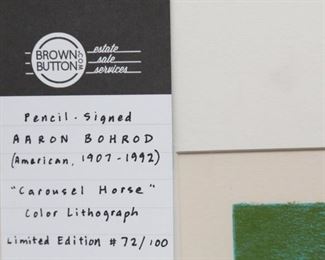 BROWN
BUTTON
.COM
estate
sale
services
Pencil-Signed
AARON BOHROD
(American, 1907-1992)
"Carousel Horse"
Color Lithograph
Limited Edition # 72/100